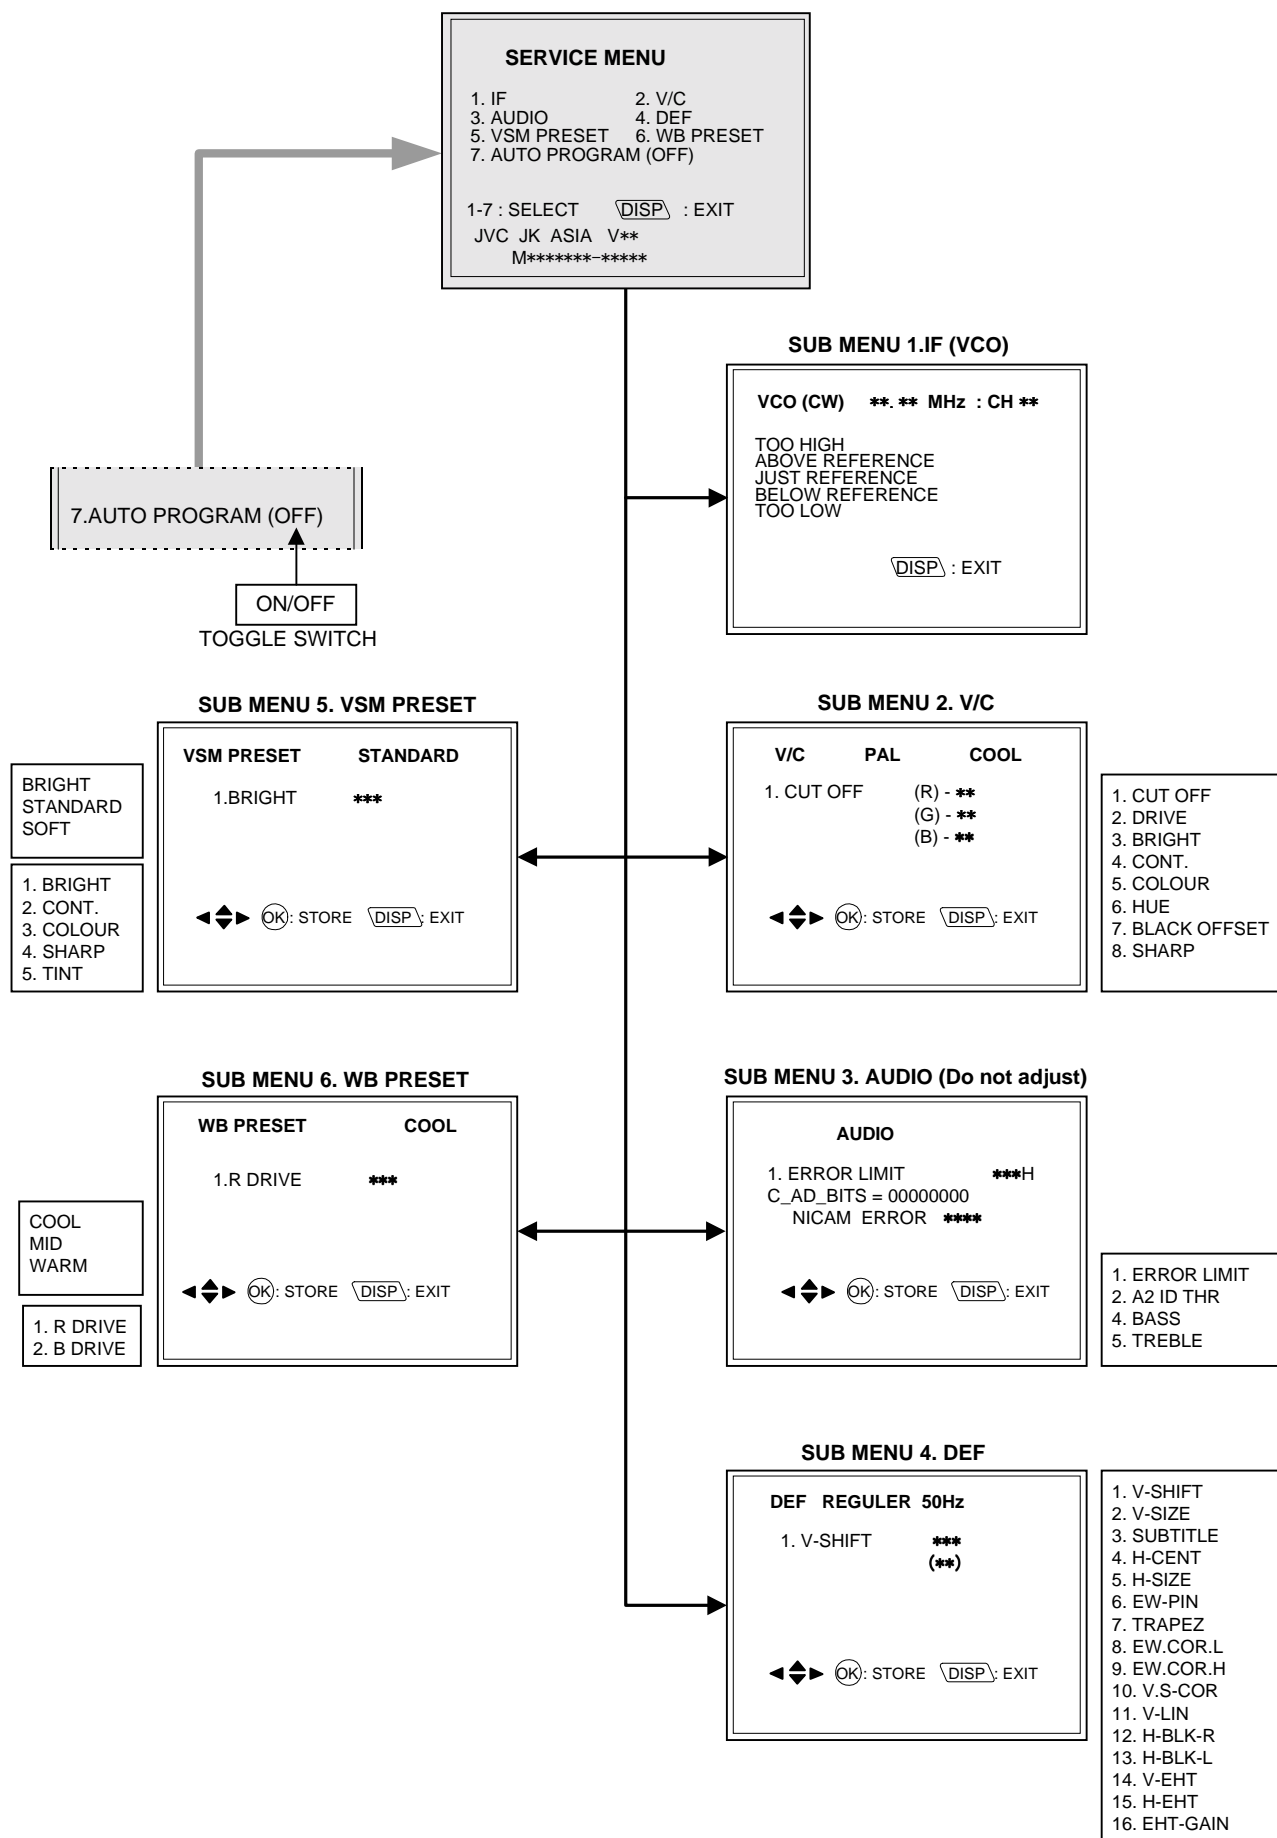 SERVICE MENU
1. IF 2. V/C
3. AUDIO 4. DEF
5. VSM PRESET 6. WB PRESET
7. AUTO PROGRAM (OFF)
1-7 : SELECT DISP : EXIT
JVC JK ASIA V**
M*******-*****
7.AUTO PROGRAM (OFF)
ON/OFF
TOGGLE SWITCH
SUB MENU 1.IF (VCO)
VCO (CW) **.** MHz : CH **
TOO HIGH
ABOVE REFERENCE
JUST REFERENCE
BELOW REFERENCE
TOO LOW
DISP : EXIT
SUB MENU 5. VSM PRESET
VSM PRESET STANDARD
1.BRIGHT ***
OK: STORE DISP: EXIT
BRIGHT
STANDARD
SOFT
1. BRIGHT
2. CONT.
3. COLOUR
4. SHARP
5. TINT
SUB MENU 2. V/C
V/C PAL COOL
1. CUT OFF (R) - **
(G) - **
(B) - **
OK: STORE DISP: EXIT
1. CUT OFF
2. DRIVE
3. BRIGHT
4. CONT.
5. COLOUR
6. HUE
7. BLACK OFFSET
8. SHARP
SUB MENU 6. WB PRESET
WB PRESET COOL
1.R DRIVE ***
OK: STORE DISP: EXIT
COOL
MID
WARM
1. R DRIVE
2. B DRIVE
SUB MENU 3. AUDIO (Do not adjust)
AUDIO
1. ERROR LIMIT ***H
C_AD_BITS = 00000000
NICAM ERROR ****
OK: STORE DISP: EXIT
1. ERROR LIMIT
2. A2 ID THR
4. BASS
5. TREBLE
SUB MENU 4. DEF
DEF REGULER 50Hz
1. V-SHIFT ***
(**)
OK: STORE DISP: EXIT
1. V-SHIFT
2. V-SIZE
3. SUBTITLE
4. H-CENT
5. H-SIZE
6. EW-PIN
7. TRAPEZ
8. EW.COR.L
9. EW.COR.H
10. V.S-COR
11. V-LIN
12. H-BLK-R
13. H-BLK-L
14. V-EHT
15. H-EHT
16. EHT-GAIN